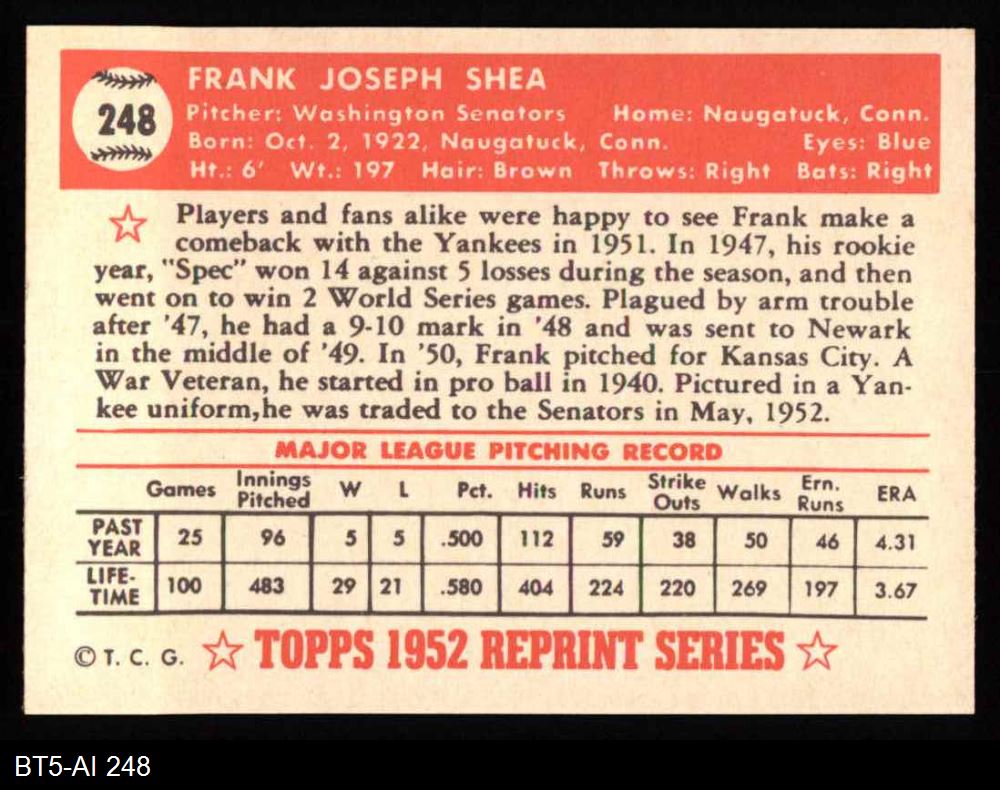 248
FRANK JOSEPH SHEA
Pitcher: Washington Senators Home: Naugatuck, Conn.
Born: Oct. 2, 1922, Naugatuck, Conn. Eyes: Blue
Ht.: 6' Wt.: 197 Hair: Brown Throws: Right Bats: Right
Players and fans alike were happy to see Frank make a
comeback with the Yankees in 1951. In 1947, his rookie
year, "Spec" won 14 against 5 losses during the season, and then
went on to win 2 World Series games. Plagued by arm trouble
after '47, he had a 9-10 mark in '48 and was sent to Newark
in the middle of '49. In '50, Frank pitched for Kansas City. A
War Veteran, he started in pro ball in 1940. Pictured in a Yan-
kee uniform,he was traded to the Senators in May, 1952.
MAJOR LEAGUE PITCHING RECORD
Games Innings Pitched W L Pct. Hits Runs Strike Outs Walks Ern. Runs ERA
PAST YEAR 25 96 5 5 .500 112 59 38 50 46 4.31
LIFE-TIME 100 483 29 21 .580 404 224 220 269 197 3.67
© T. C. G. ☆ TOPPS 1952 REPRINT SERIES ☆
BT5-AI 248